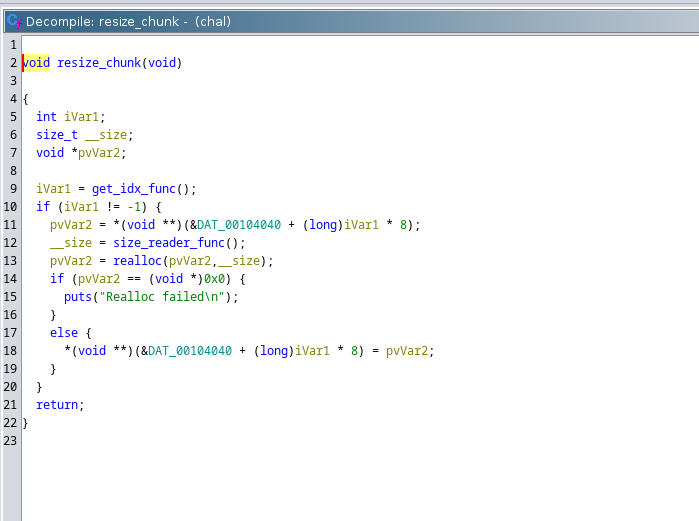 Decompile: resize_chunk - (chal)
1
2 void resize_chunk(void)
3
4 {
5 int iVar1;
6 size_t __size;
7 void *pvVar2;
8
9 iVar1 = get_idx_func();
10 if (iVar1 != -1) {
11 pvVar2 = *(void **)(&DAT_00104040 + (long)iVar1 * 8);
12 __size = size_reader_func();
13 pvVar2 = realloc(pvVar2,__size);
14 if (pvVar2 == (void *)0x0) {
15 puts("Realloc failed\n");
16 }
17 else {
18 *(void **)(&DAT_00104040 + (long)iVar1 * 8) = pvVar2;
19 }
20 }
21 return;
22 }
23